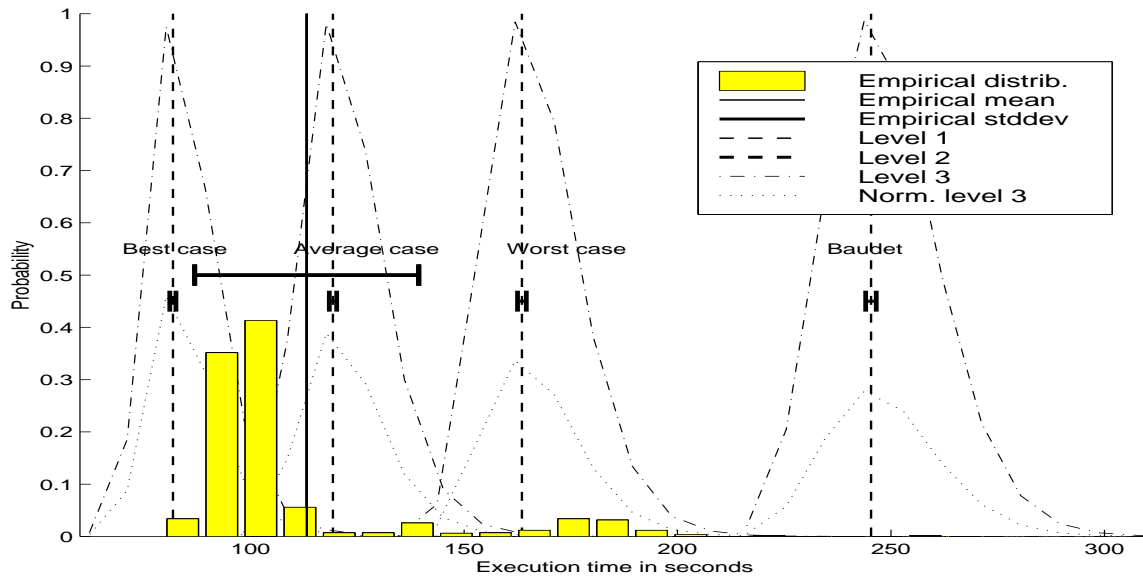 1
0.9
0.8
0.7
0.6
0.5
0.4
0.3
0.2
0.1
0
Probability
Empirical distrib.
Empirical mean
Empirical stddev
Level 1
Level 2
Level 3
Norm. level 3
Best case
Average case
Worst case
Baudet
100
150
200
250
300
Execution time in seconds